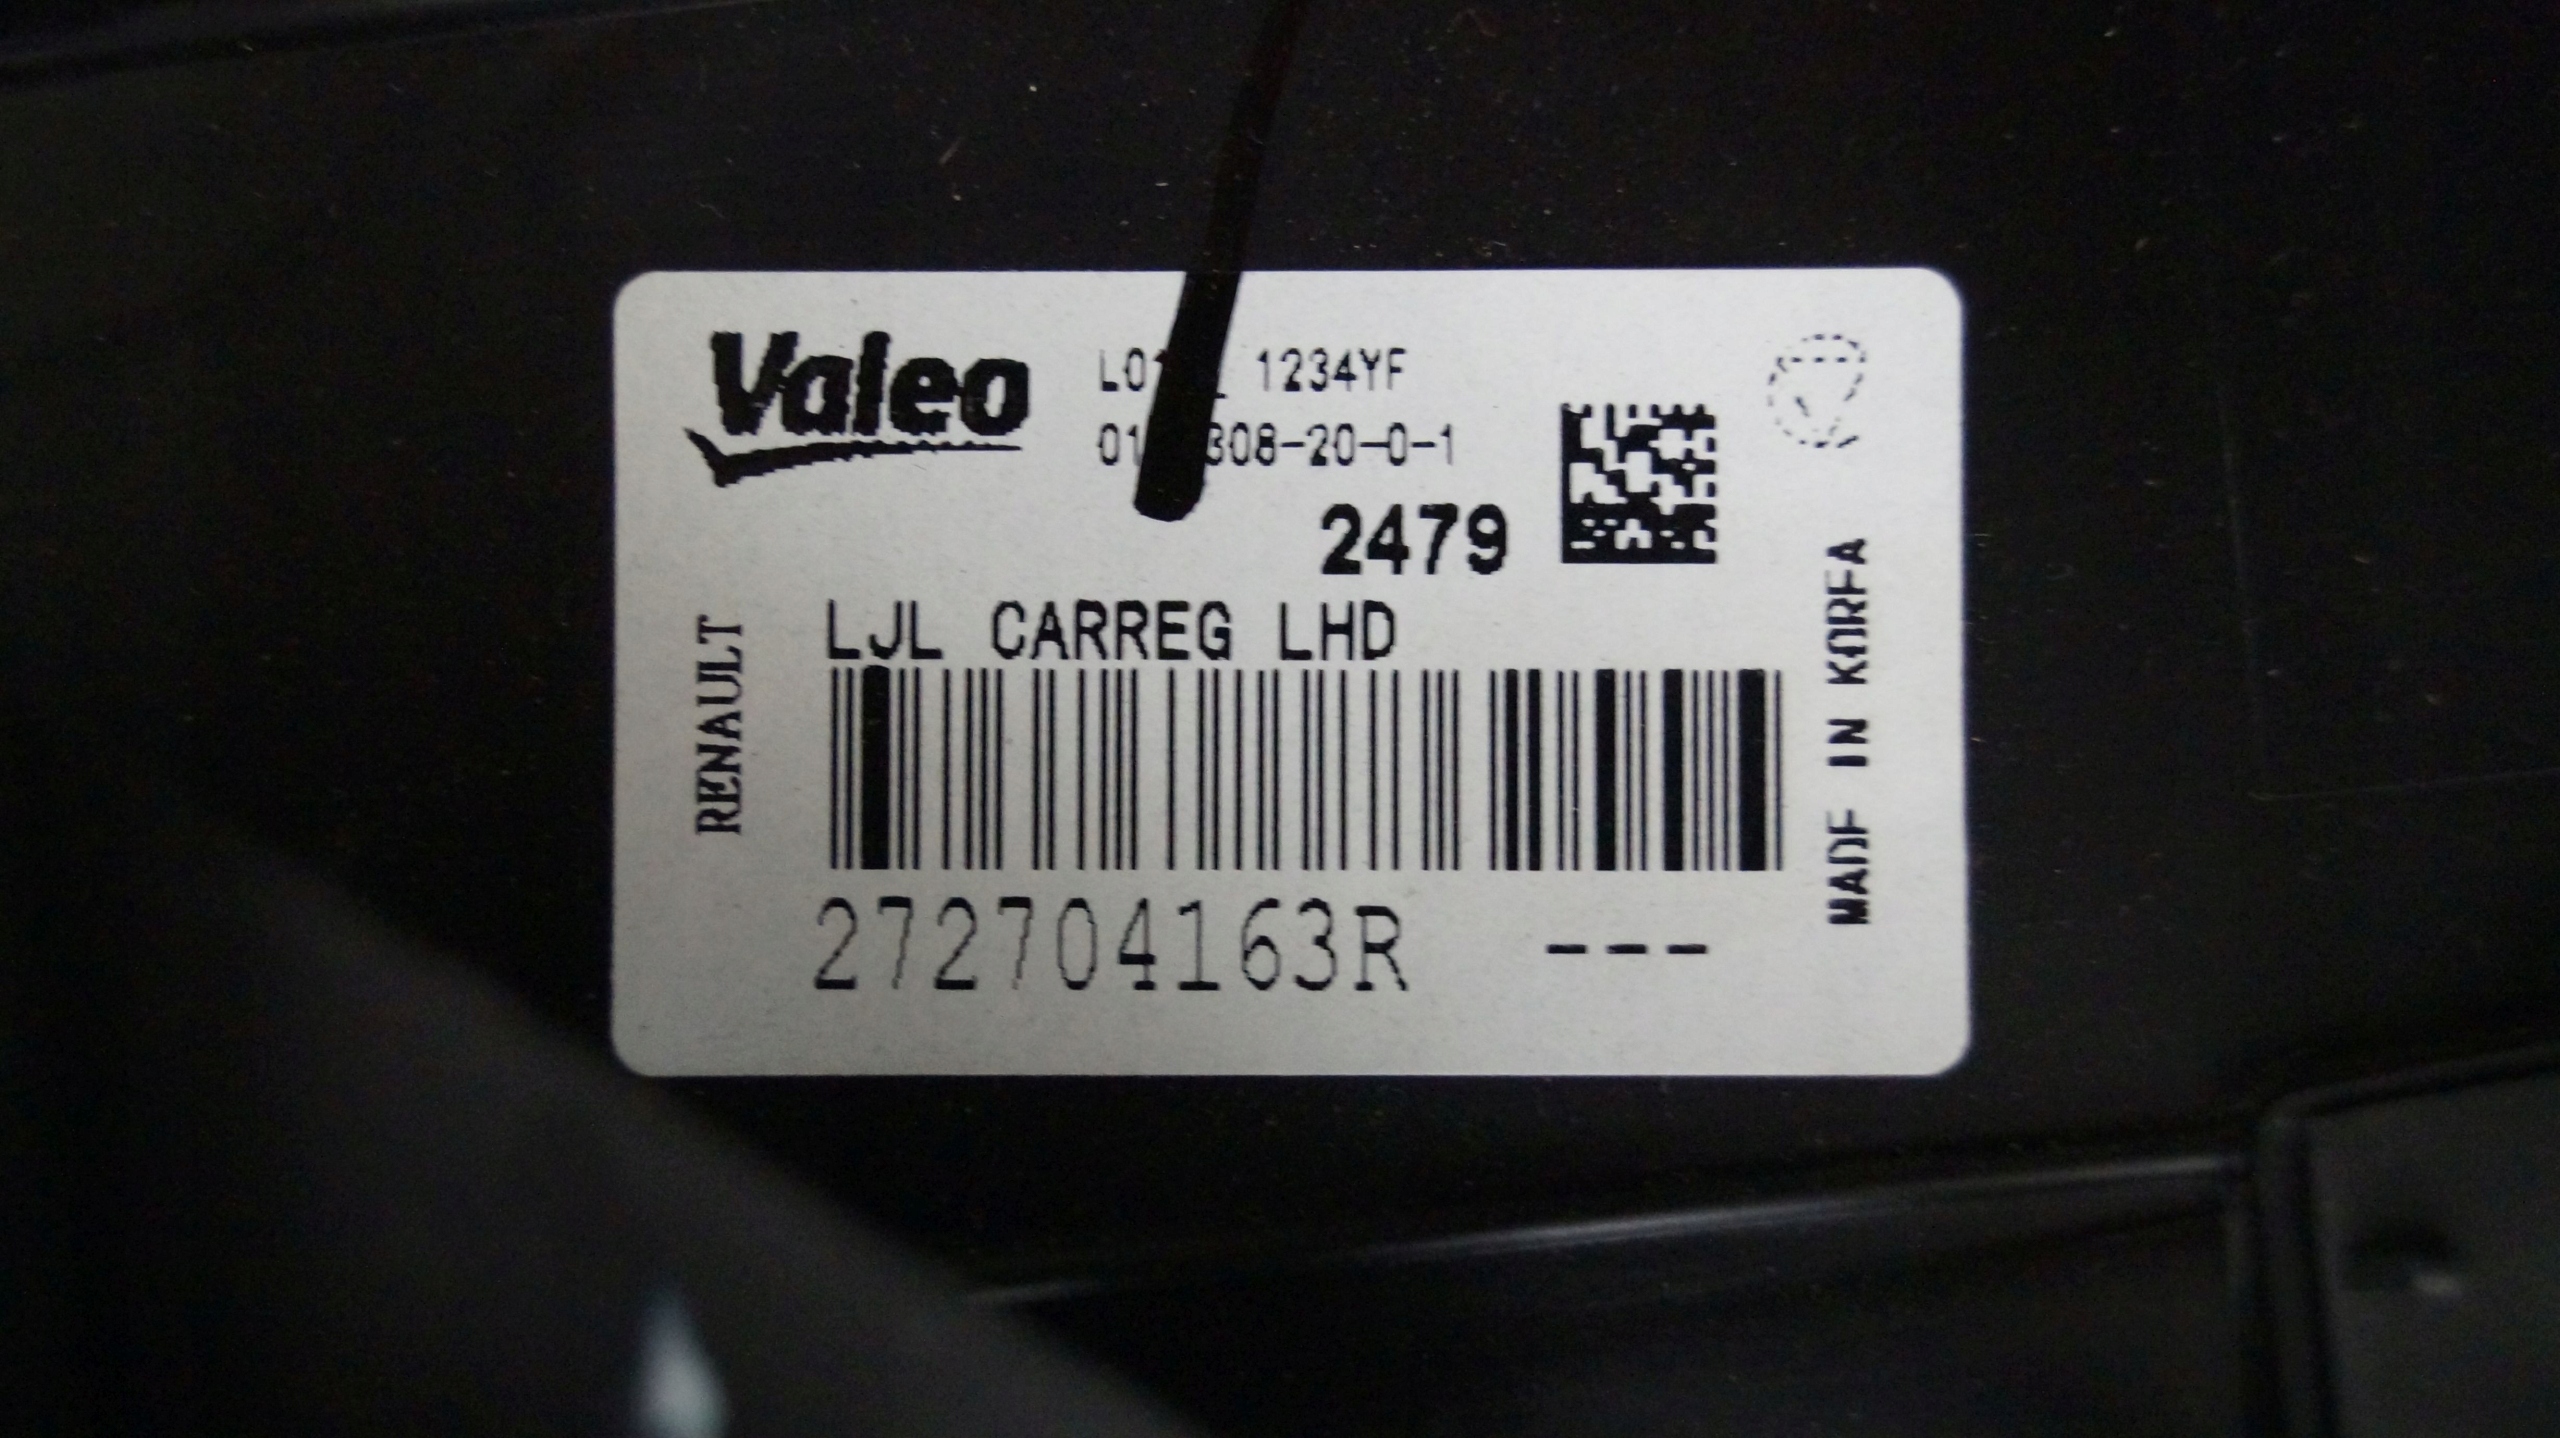 Valeo
1234YF
308-20-0-1
2479
LJL CARREG LHD
RENAULT
MADE IN KOREA
272704163R ---